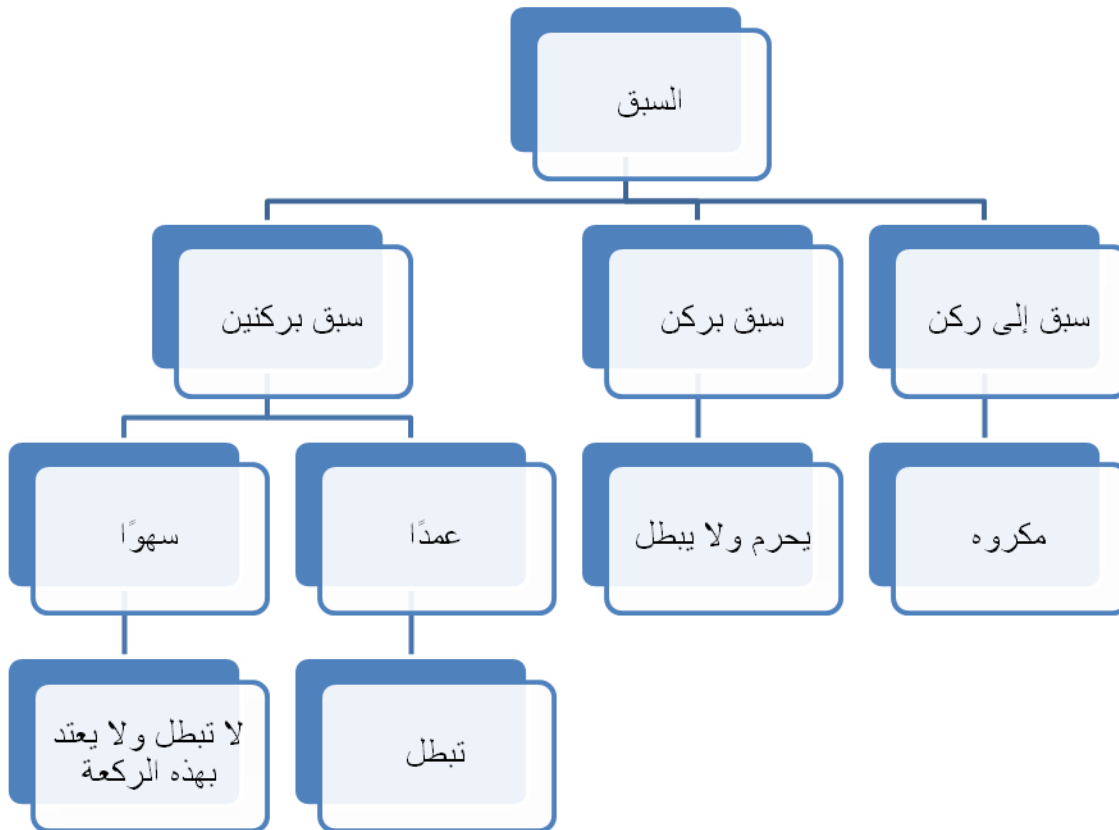 السبق
سبق إلى ركن
سبق بركن
سبق بركنين
مكروه
يحرم ولا يبطل
عمدًا
سهوًا
تبطل
لا تبطل ولا يعتد
بهذه الركعة